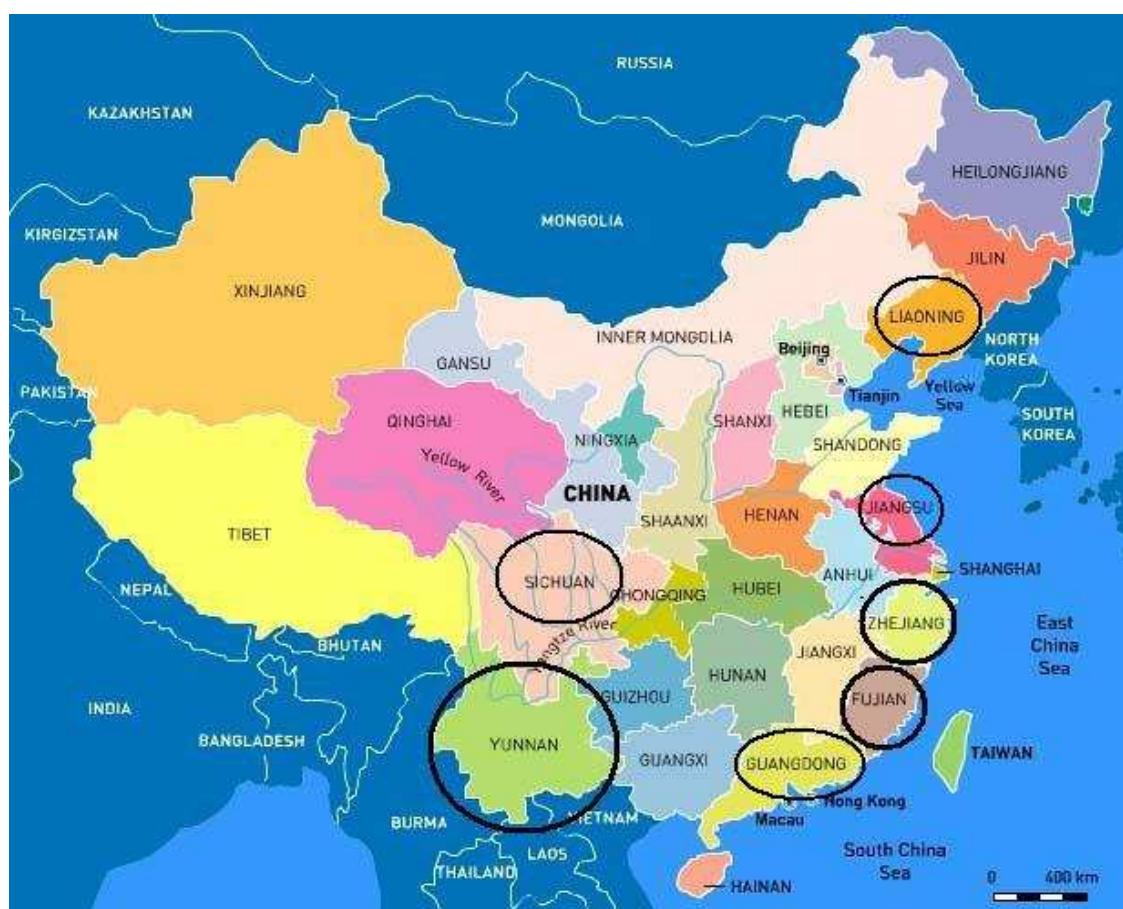 RUSSIA
KAZAKHSTAN
HEILONGJIANG
MONGOLIA
KIRGIZSTAN
JILIN
XINJIANG
LIAONING
INNER MONGOLIA
NORTH
KOREA
Beijing
GANSU
PAKISTAN
Tianjin
Yellow
Sea
QINGHAI
SHANXI
HEBEI
SOUTH
KOREA
NINGXIA
SHANDONG
Yellow River
CHINA
JIANGSU
HENAN
SHAANXI
TIBET
SHANGHAI
SICHUAN
ANHUI
NEPAL
CHONGQING
HUBEI
ZHEJIANG
Yangtze River
East
China
Sea
BHUTAN
JIANGXI
HUNAN
GUIZHOU
FUJIAN
INDIA
BANGLADESH
YUNNAN
GUANGXI
GUANGDONG
TAIWAN
Hong Kong
Macau
BURMA
VIETNAM
LAOS
THAILAND
South China
Sea
HAINAN
0 400 km